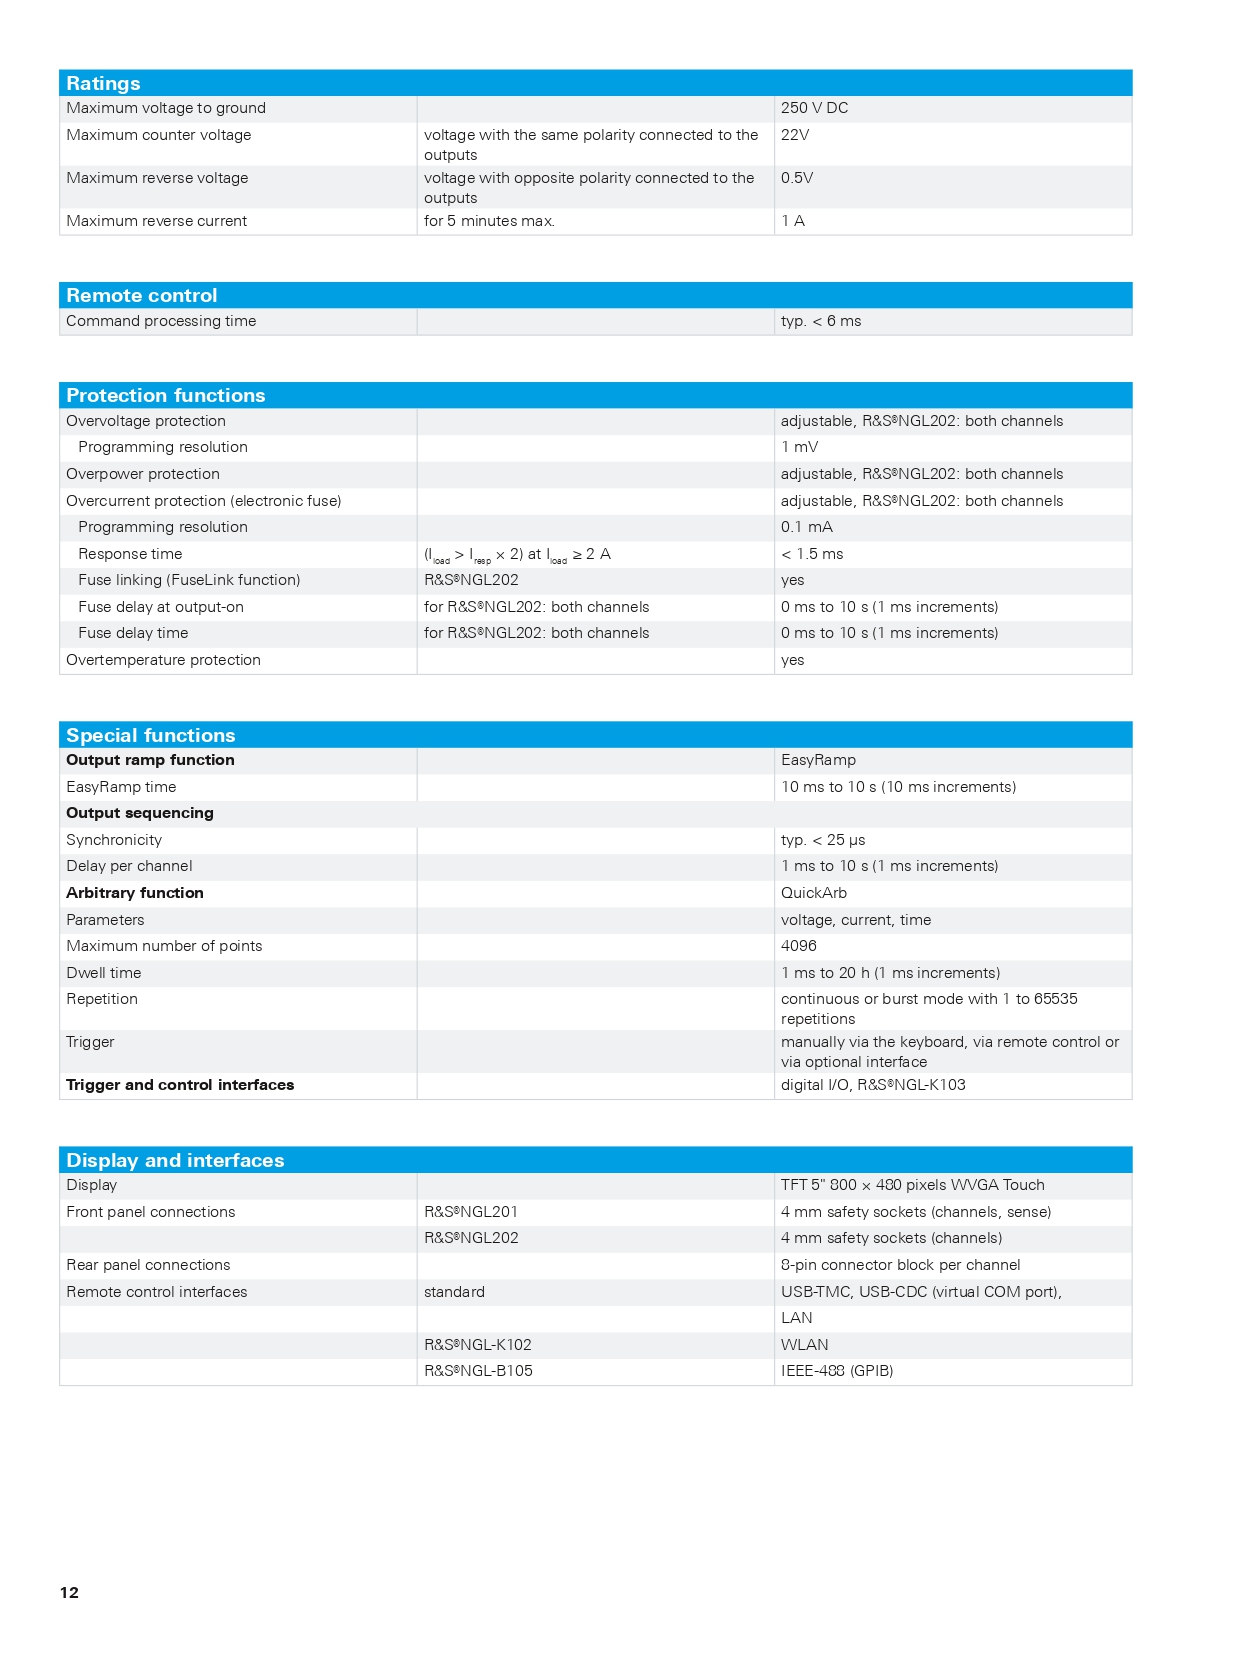 Ratings
Maximum voltage to ground 250 V DC
Maximum counter voltage voltage with the same polarity connected to the 22V
outputs
Maximum reverse voltage voltage with opposite polarity connected to the 0.5V
outputs
Maximum reverse current for 5 minutes max. 1 A
Remote control
Command processing time typ. < 6 ms
Protection functions
Overvoltage protection adjustable, R&S®NGL202: both channels
Programming resolution 1 mV
Overpower protection adjustable, R&S®NGL202: both channels
Overcurrent protection (electronic fuse) adjustable, R&S®NGL202: both channels
Programming resolution 0.1 mA
Response time (Iload > Iresp × 2) at Iload ≥ 2 A < 1.5 ms
Fuse linking (FuseLink function) R&S®NGL202 yes
Fuse delay at output-on for R&S®NGL202: both channels 0 ms to 10 s (1 ms increments)
Fuse delay time for R&S®NGL202: both channels 0 ms to 10 s (1 ms increments)
Overtemperature protection yes
Special functions
Output ramp function EasyRamp
EasyRamp time 10 ms to 10 s (10 ms increments)
Output sequencing
Synchronicity typ. < 25 μs
Delay per channel 1 ms to 10 s (1 ms increments)
Arbitrary function QuickArb
Parameters voltage, current, time
Maximum number of points 4096
Dwell time 1 ms to 20 h (1 ms increments)
Repetition continuous or burst mode with 1 to 65535
repetitions
Trigger manually via the keyboard, via remote control or
via optional interface
Trigger and control interfaces digital I/O, R&S®NGL-K103
Display and interfaces
Display TFT 5" 800 × 480 pixels WVGA Touch
Front panel connections R&S®NGL201 4 mm safety sockets (channels, sense)
R&S®NGL202 4 mm safety sockets (channels)
Rear panel connections 8-pin connector block per channel
Remote control interfaces standard USB-TMC, USB-CDC (virtual COM port),
LAN
R&S®NGL-K102 WLAN
R&S®NGL-B105 IEEE-488 (GPIB)
12